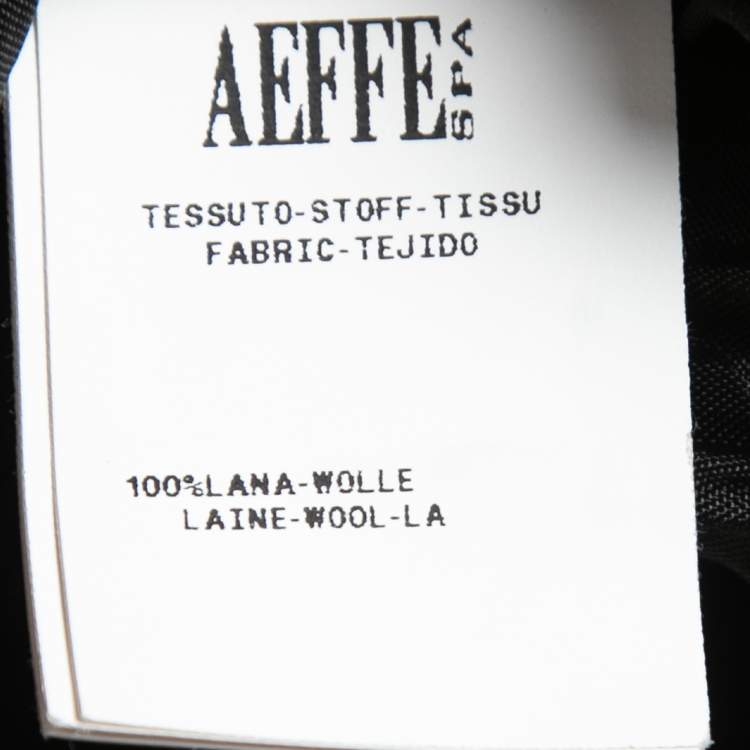 AEFFE SPA
TESSUTO-STOFF-TISSU
FABRIC-TEJIDO
100%LANA-WOLLE
LAINE-WOOL-LA